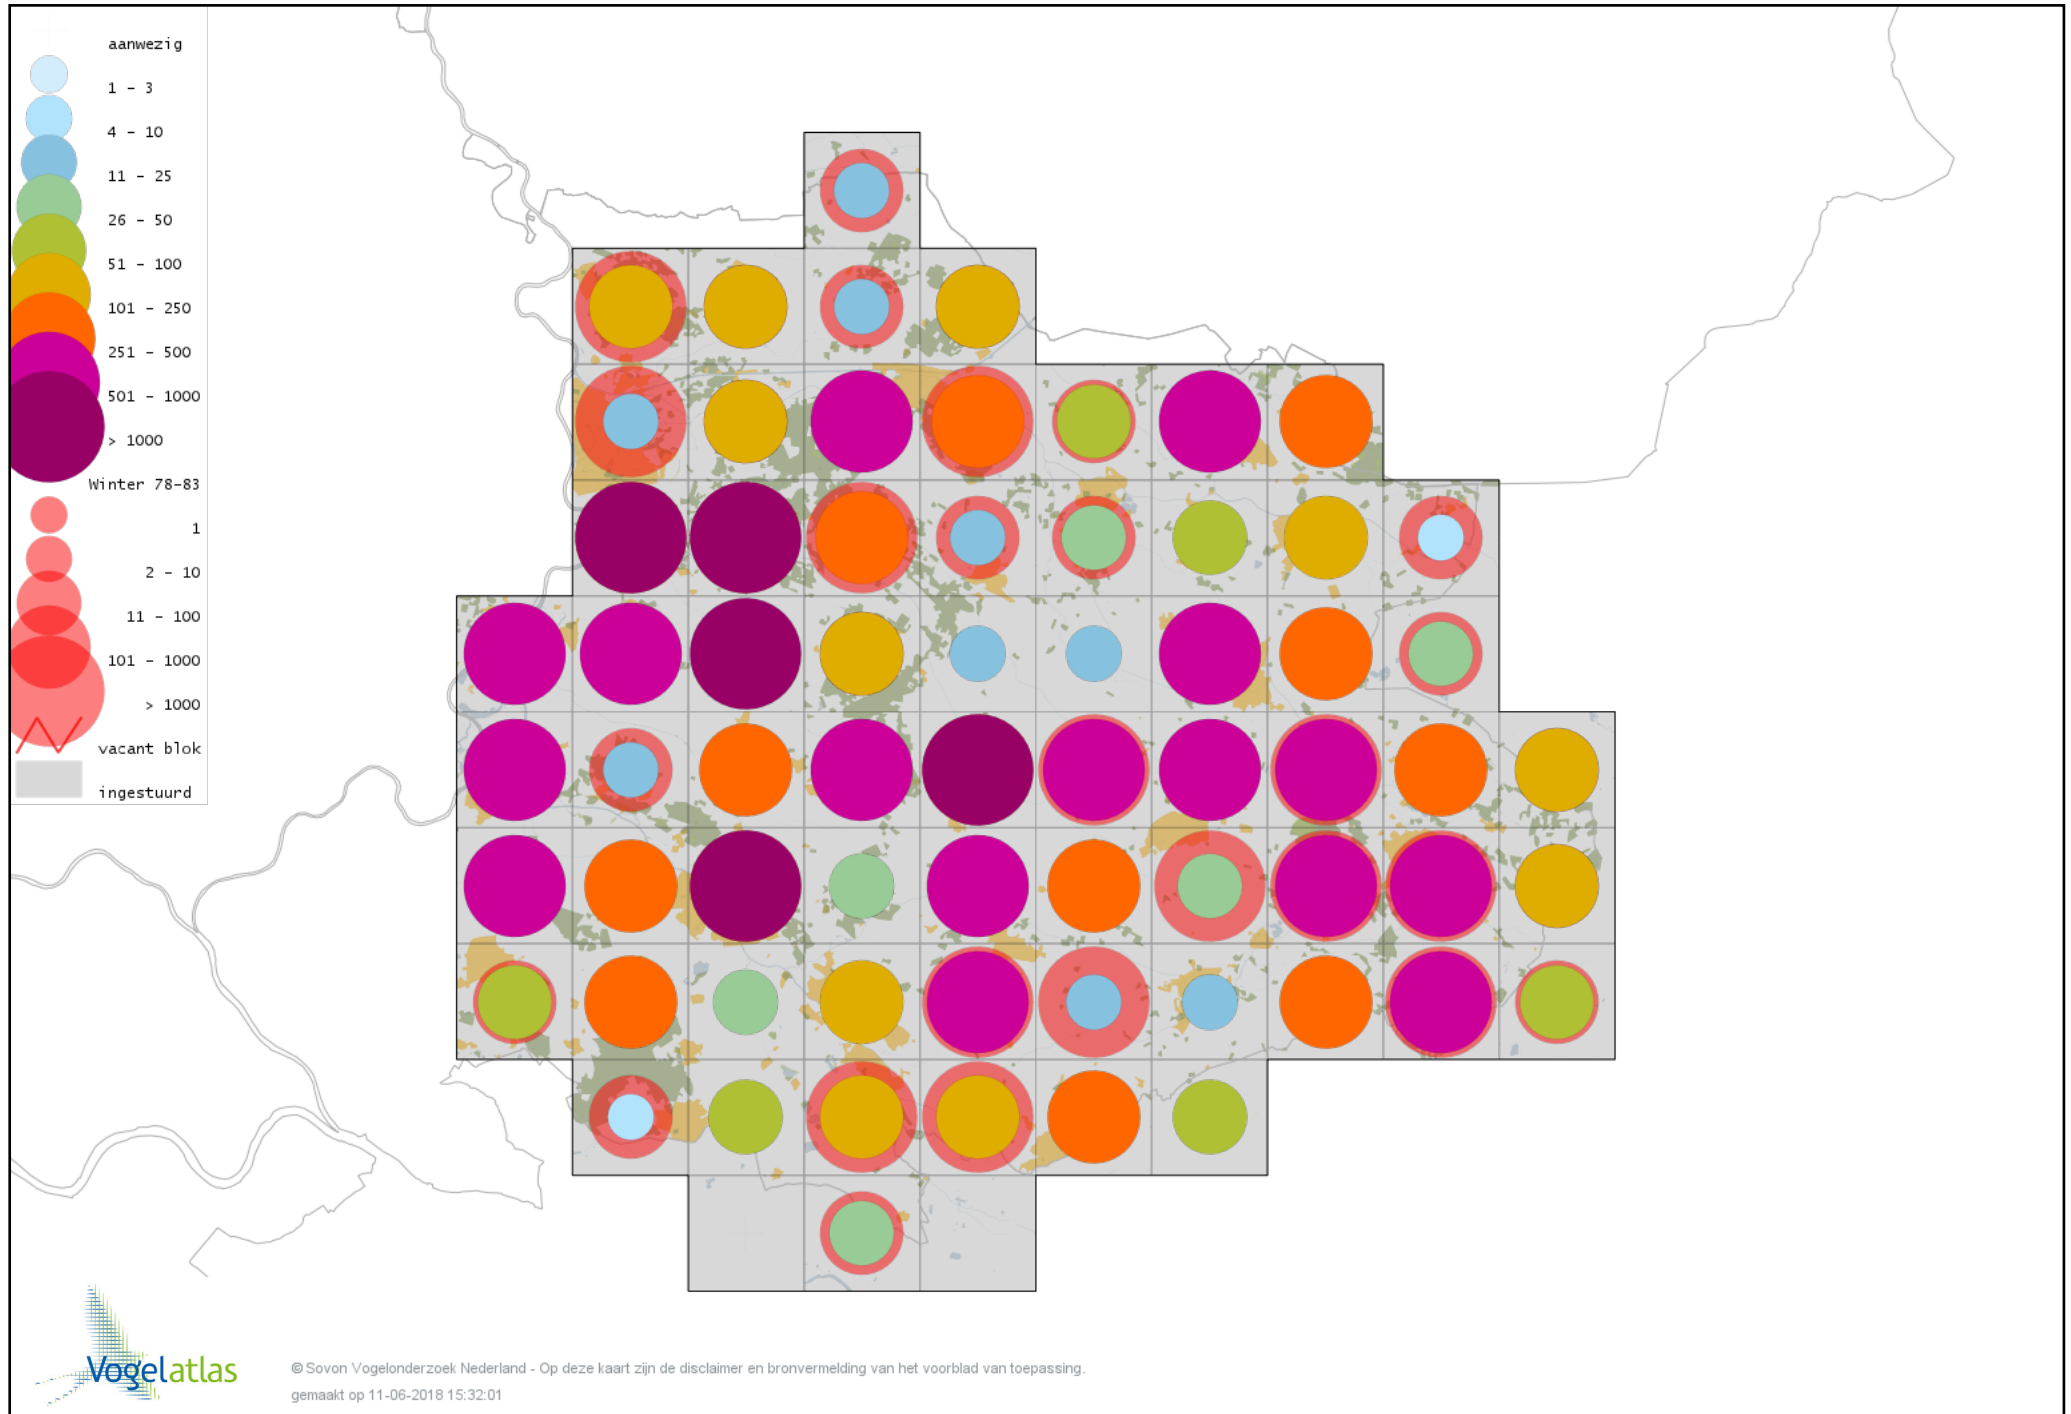 aanwezig
1 - 3
4 - 10
11 - 25
26 - 50
51 - 100
101 - 250
251 - 500
501 - 1000
> 1000
Winter 78-83
1
2 - 10
11 - 100
101 - 1000
> 1000
vacant blok
ingestuurd
Vogelatlas
© Sovon Vogelonderzoek Nederland - Op deze kaart zijn de disclaimer en bronvermelding van het voorblad van toepassing.
gemaakt op 11-06-2018 15:32:01